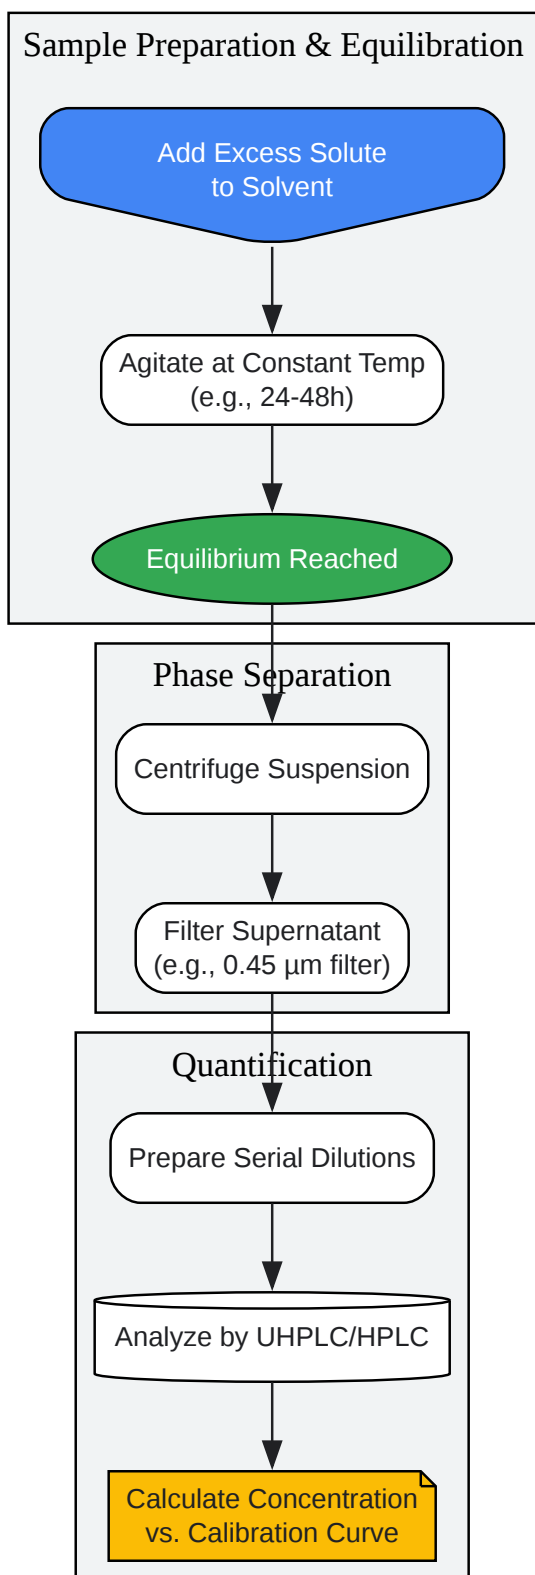 Sample Preparation & Equilibration
Add Excess Solute
to Solvent
Agitate at Constant Temp
(e.g., 24-48h)
Equilibrium Reached
Phase Separation
Centrifuge Suspension
Filter Supernatant
(e.g., 0.45 µm filter)
Quantification
Prepare Serial Dilutions
Analyze by UHPLC/HPLC
Calculate Concentration
vs. Calibration Curve